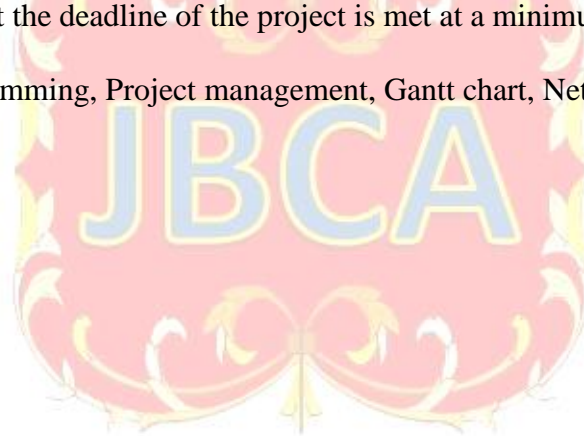 t the deadline of the project is met at a minimu
mming, Project management, Gantt chart, Net
JBCA